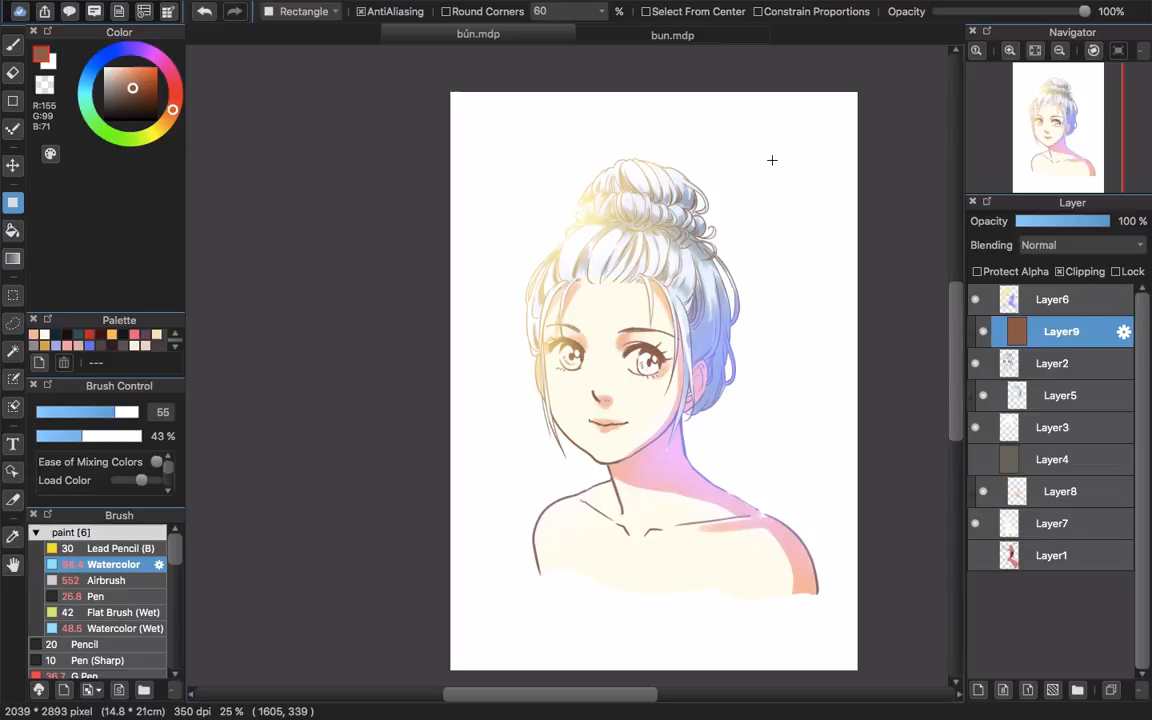 Rectangle
AntiAliasing
Round Corners
60
%
Select From Center
Constrain Proportions
Opacity
100%
Color
bún.mdp
bun.mdp
Navigator
R:155
G:99
B:71
Layer
Opacity
100 %
Blending
Normal
Protect Alpha
Clipping
Lock
Layer6
Layer9
Layer2
Layer5
Layer3
Layer4
Layer8
Layer7
Layer1
Palette
---
Brush Control
55
43 %
Ease of Mixing Colors
Load Color
Brush
paint [6]
30 Lead Pencil (B)
Watercolor
552 Airbrush
26.8 Pen
42 Flat Brush (Wet)
48.5 Watercolor (Wet)
20 Pencil
10 Pen (Sharp)
G Pen
2039 * 2893 pixel (14.8 * 21cm) 350 dpi 25 % ( 1605, 339 )